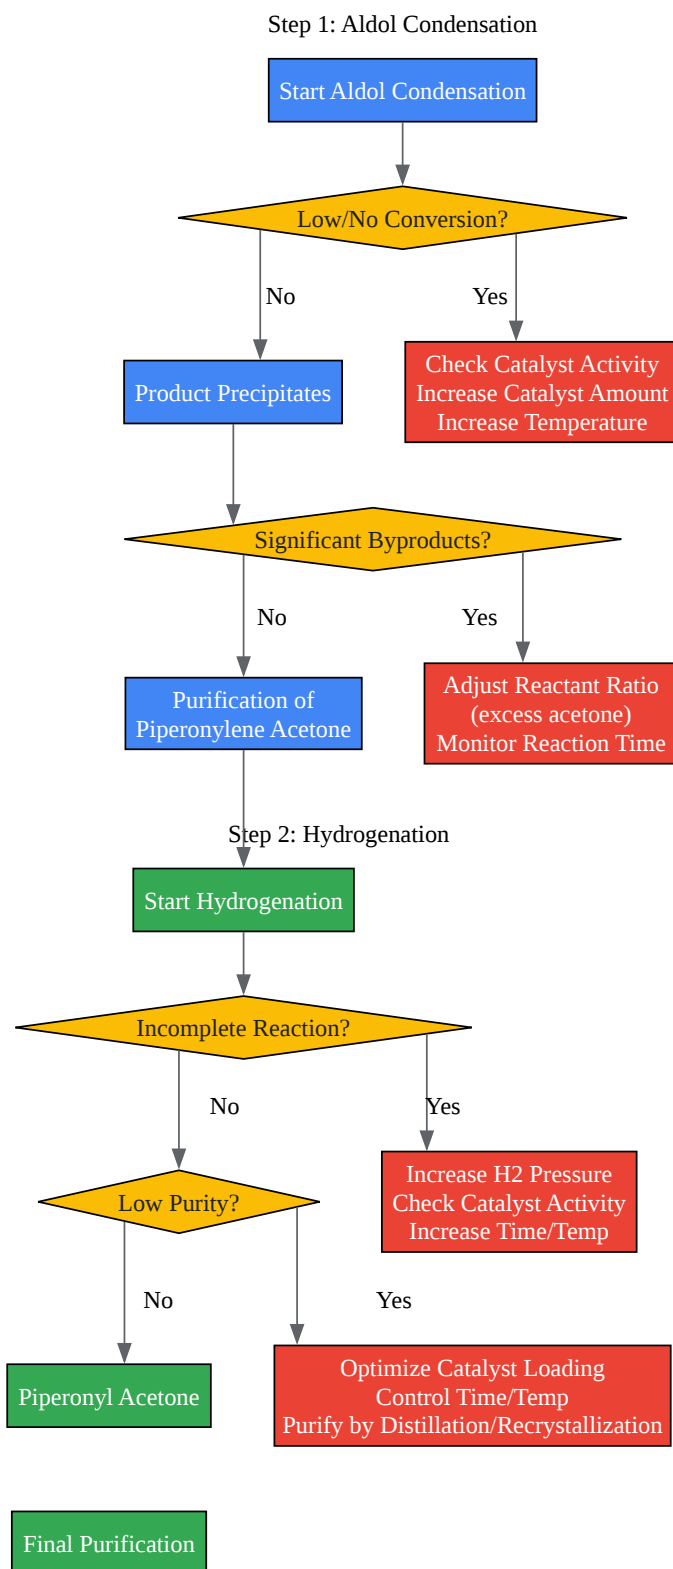 Step 1: Aldol Condensation
Start Aldol Condensation
Low/No Conversion?
No
Yes
Product Precipitates
Check Catalyst Activity
Increase Catalyst Amount
Increase Temperature
Significant Byproducts?
No
Yes
Purification of
Piperonylene Acetone
Adjust Reactant Ratio
(excess acetone)
Monitor Reaction Time
Step 2: Hydrogenation
Start Hydrogenation
Incomplete Reaction?
No
Yes
Low Purity?
Increase H2 Pressure
Check Catalyst Activity
Increase Time/Temp
No
Yes
Piperonyl Acetone
Optimize Catalyst Loading
Control Time/Temp
Purify by Distillation/Recrystallization
Final Purification